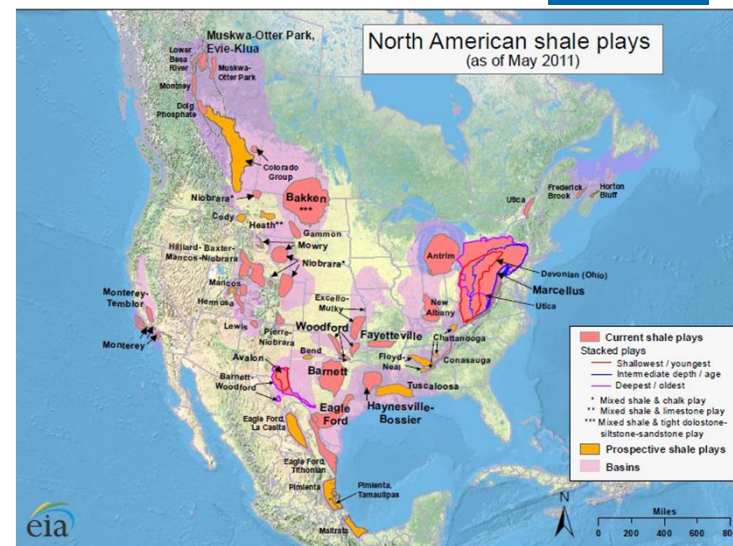 North American shale plays
(as of May 2011)
Muskwa-Otter Park,
Evie-Klua
Lower
Besa
River
Muskwa-
Otter Park
Montney
Doig
Phosphate
Colorado
Group
Niobrara*
Bakken
***
Cody
Heath**
Gammon
Mowry
Hilliard-Baxter-
Mancos-Niobrara
Niobrara*
Utica
Frederick
Brook
Horton
Bluff
Antrim
Devonian (Ohio)
Marcellus
Utica
Monterey-
Temblor
Mancos
Hermosa
Excello-
Mulky
New
Albany
Monterey
Lewis
Pierre-
Niobrara
Woodford
Fayetteville
Chattanooga
Avalon
Bend
Floyd-
Neal
Conasauga
Barnett-
Woodford
Barnett
Tuscaloosa
Eagle
Ford
Haynesville-
Bossier
Eagle Ford,
La Casita
Eagle Ford,
Tithonian
Pimienta
Pimienta,
Tamaulipas
Maltrata
Current shale plays
Stacked plays
Shallowest / youngest
Intermediate depth / age
Deepest / oldest
* Mixed shale & chalk play
** Mixed shale & limestone play
*** Mixed shale & tight dolostone-
siltstone-sandstone play
Prospective shale plays
Basins
N
Miles
0 200 400 600
eia